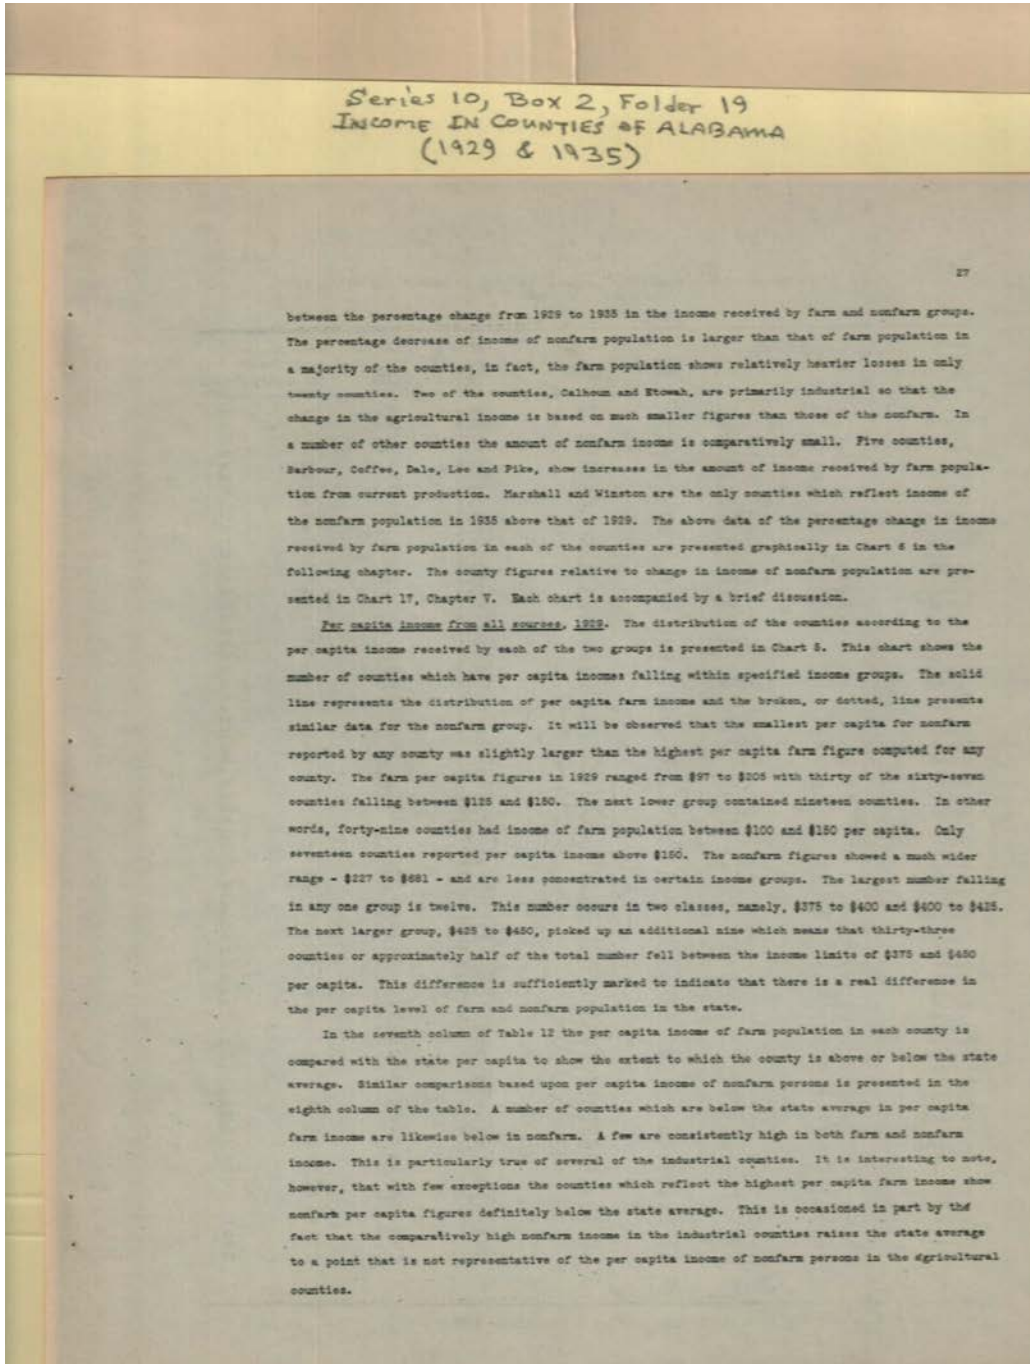 Series 10, Box 2, Folder 19
INCOME IN COUNTIES OF ALABAMA
(1929 & 1935)
27
between the percentage change from 1929 to 1935 in the income received by farm and nonfarm groups.
The percentage decrease of income of nonfarm population is larger than that of farm population in
a majority of the counties, in fact, the farm population shows relatively heavier losses in only
twenty counties. Two of the counties, Calhoun and Etowah, are primarily industrial so that the
change in the agricultural income is based on much smaller figures than those of the nonfarm. In
a number of other counties the amount of nonfarm income is comparatively small. Five counties,
Barbour, Coffee, Dale, Lee and Pike, show increases in the amount of income received by farm popula-
tion from current production. Marshall and Winston are the only counties which reflect income of
the nonfarm population in 1935 above that of 1929. The above data of the percentage change in income
received by farm population in each of the counties are presented graphically in Chart 6 in the
following chapter. The county figures relative to change in income of nonfarm population are pre-
sented in Chart 17, Chapter V. Each chart is accompanied by a brief discussion.
Per capita income from all sources, 1929. The distribution of the counties according to the
per capita income received by each of the two groups is presented in Chart 5. This chart shows the
number of counties which have per capita incomes falling within specified income groups. The solid
line represents the distribution of per capita farm income and the broken, or dotted, line presents
similar data for the nonfarm group. It will be observed that the smallest per capita for nonfarm
reported by any county was slightly larger than the highest per capita farm figure computed for any
county. The farm per capita figures in 1929 ranged from $97 to $205 with thirty of the sixty-seven
counties falling between $125 and $150. The next lower group contained nineteen counties. In other
words, forty-nine counties had income of farm population between $100 and $150 per capita. Only
seventeen counties reported per capita income above $150. The nonfarm figures showed a much wider
range - $227 to $681 - and are less concentrated in certain income groups. The largest number falling
in any one group is twelve. This number occurs in two classes, namely, $375 to $400 and $400 to $425.
The next larger group, $425 to $450, picked up an additional nine which means that thirty-three
counties or approximately half of the total number fell between the income limits of $375 and $450
per capita. This difference is sufficiently marked to indicate that there is a real difference in
the per capita level of farm and nonfarm population in the state.
In the seventh column of Table 12 the per capita income of farm population in each county is
compared with the state per capita to show the extent to which the county is above or below the state
average. Similar comparisons based upon per capita income of nonfarm persons is presented in the
eighth column of the table. A number of counties which are below the state average in per capita
farm income are likewise below in nonfarm. A few are consistently high in both farm and nonfarm
income. This is particularly true of several of the industrial counties. It is interesting to note,
however, that with few exceptions the counties which reflect the highest per capita farm income show
nonfarm per capita figures definitely below the state average. This is occasioned in part by the
fact that the comparatively high nonfarm income in the industrial counties raises the state average
to a point that is not representative of the per capita income of nonfarm persons in the agricultural
counties.